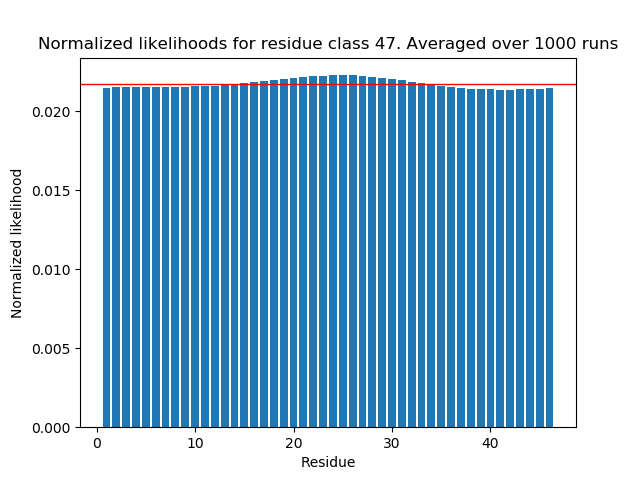 Normalized likelihoods for residue class 47. Averaged over 1000 runs
0.020
0.015
0.010
0.005
0.000
Normalized likelihood
0 10 20 30 40
Residue